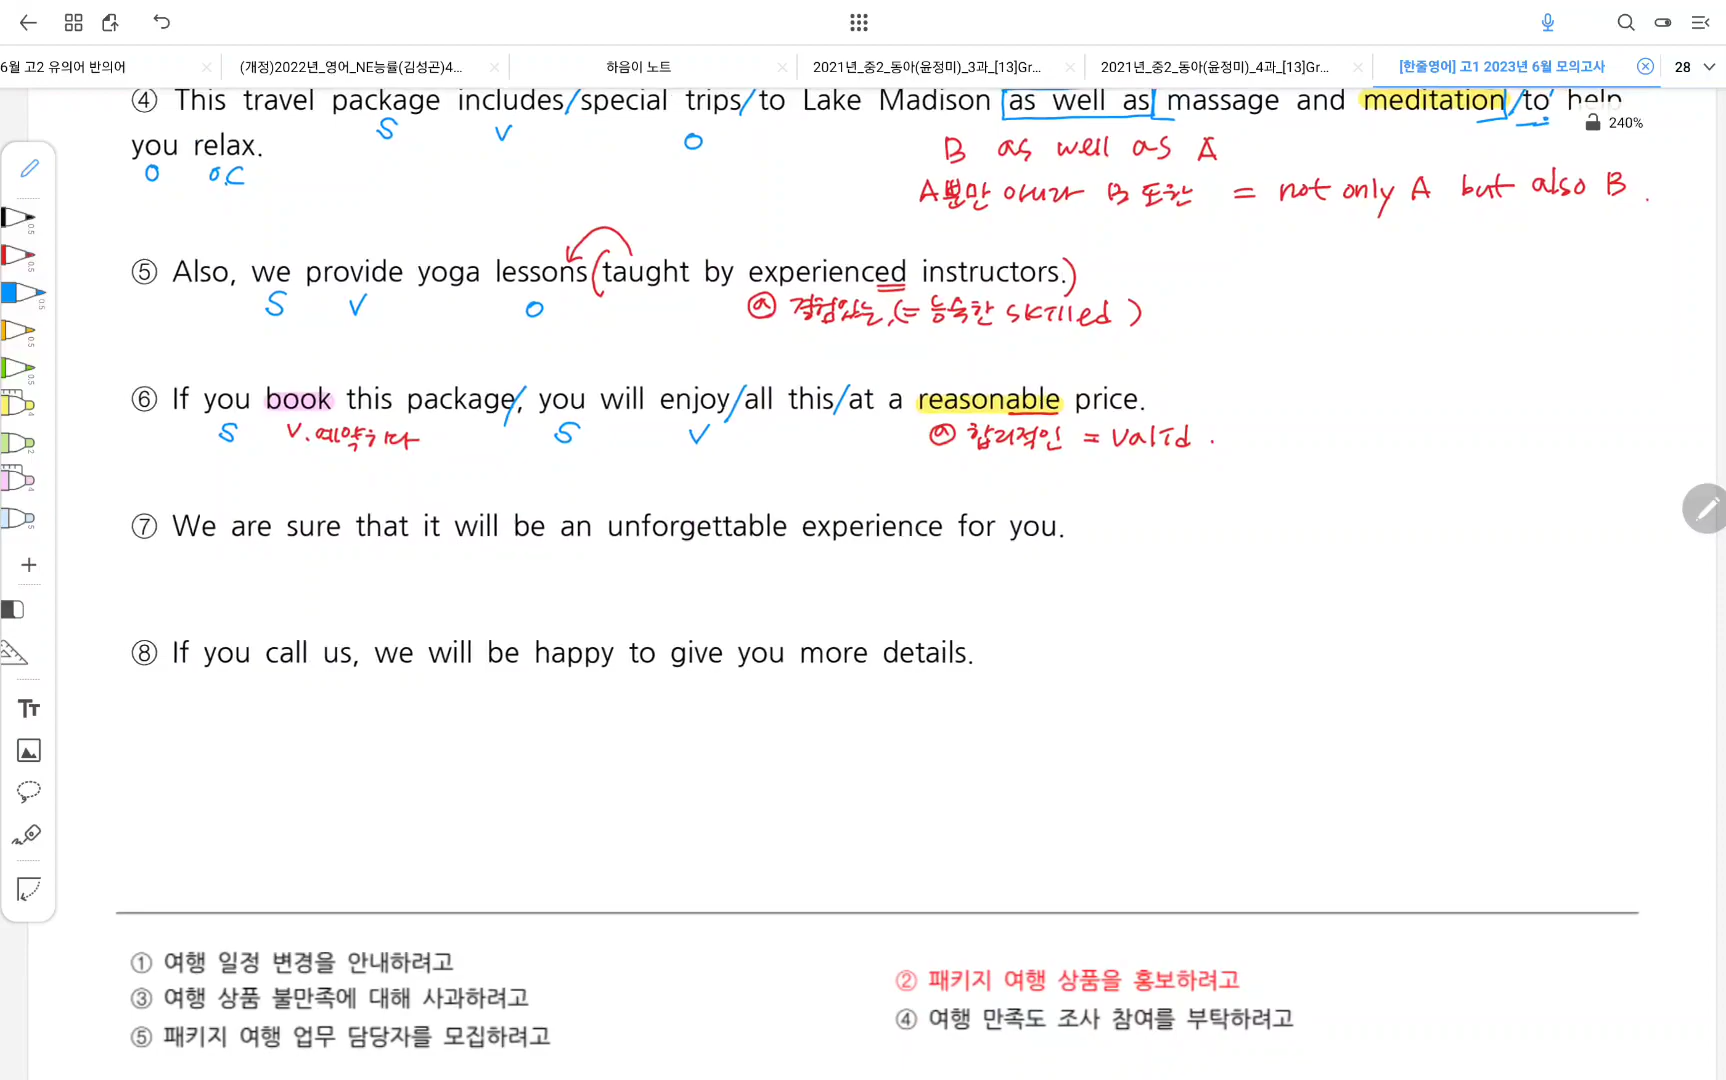 6월 고2 유의어 반의어
(개정)2022년_영어_NE능률(김성곤)4...
하음이 노트
2021년_중2_동아(윤정미)_3과_[13]Gr...
2021년_중2_동아(윤정미)_4과_[13]Gr...
[한줄영어] 고1 2023년 6월 모의고사
28
240%
④ This travel package includes/special trips/to Lake Madison as well as massage and meditation/to help
S V O
B as well as A
you relax.
O O.C
A뿐만 아니라 B 또한 = not only A but also B.
⑤ Also, we provide yoga lessons(taught by experienced instructors.)
S V O ⓐ 경험있는,(= 능숙한 skilled)
⑥ If you book this package/, you will enjoy/all this/at a reasonable price.
S V.예약하다 S V ⓐ 합리적인 = valid.
⑦ We are sure that it will be an unforgettable experience for you.
⑧ If you call us, we will be happy to give you more details.
① 여행 일정 변경을 안내하려고
② 패키지 여행 상품을 홍보하려고
③ 여행 상품 불만족에 대해 사과하려고
④ 여행 만족도 조사 참여를 부탁하려고
⑤ 패키지 여행 업무 담당자를 모집하려고